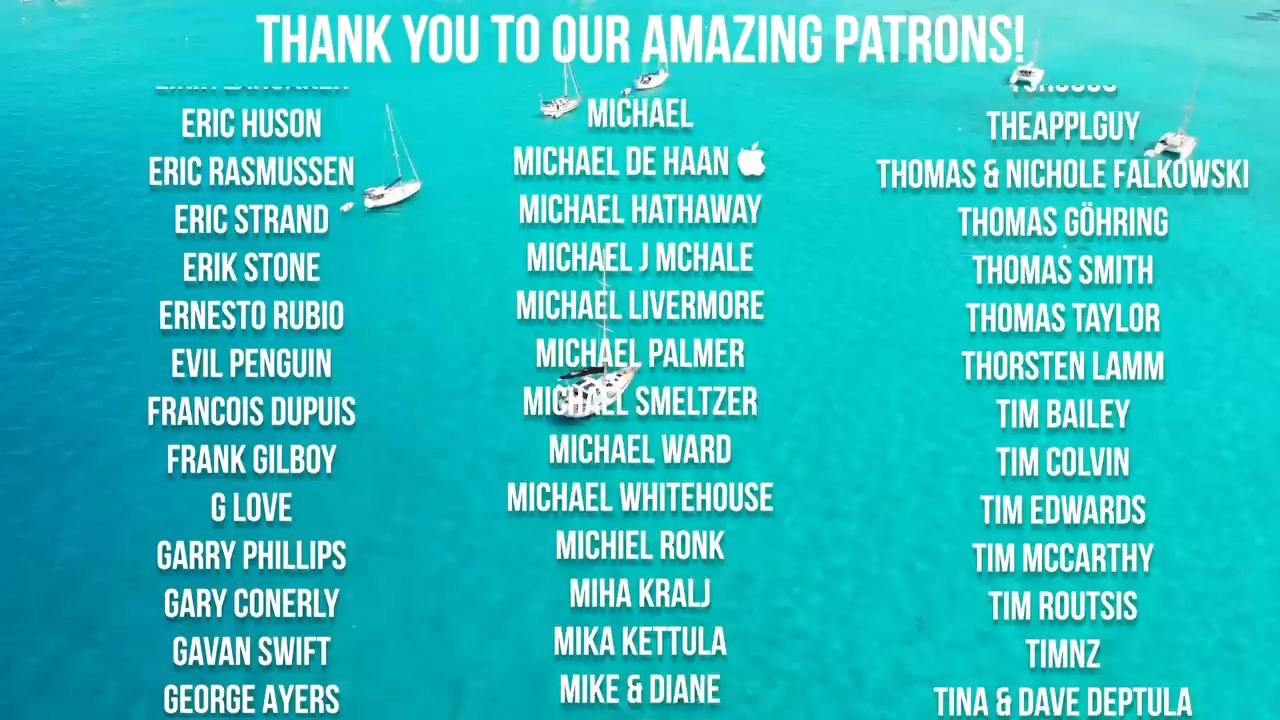 THANK YOU TO OUR AMAZING PATRONS!
ERIC HUSON
ERIC RASMUSSEN
ERIC STRAND
ERIK STONE
ERNESTO RUBIO
EVIL PENGUIN
FRANCOIS DUPUIS
FRANK GILBOY
G LOVE
GARRY PHILLIPS
GARY CONERLY
GAVAN SWIFT
GEORGE AYERS
MICHAEL
MICHAEL DE HAAN
MICHAEL HATHAWAY
MICHAEL J MCHALE
MICHAEL LIVERMORE
MICHAEL PALMER
MICHAEL SMELTZER
MICHAEL WARD
MICHAEL WHITEHOUSE
MICHIEL RONK
MIHA KRALJ
MIKA KETTULA
MIKE & DIANE
THEAPPLGUY
THOMAS & NICHOLE FALKOWSKI
THOMAS GÖHRING
THOMAS SMITH
THOMAS TAYLOR
THORSTEN LAMM
TIM BAILEY
TIM COLVIN
TIM EDWARDS
TIM MCCARTHY
TIM ROUTSIS
TIMNZ
TINA & DAVE DEPTULA